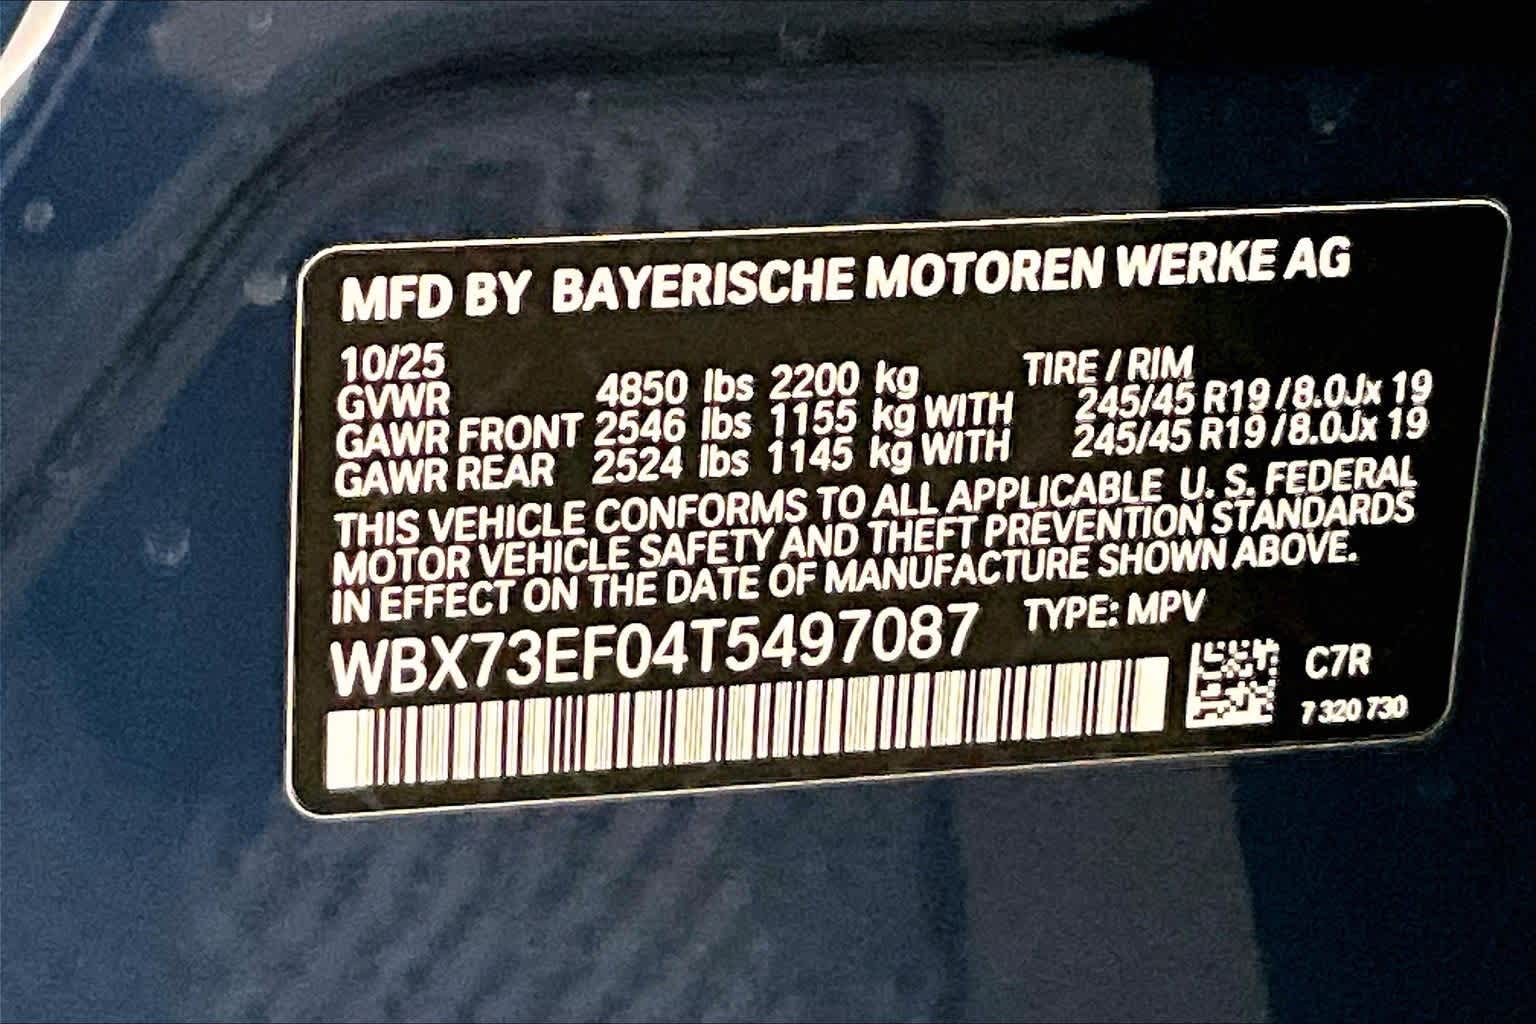 MFD BY BAYERISCHE MOTOREN WERKE AG
10/25 TIRE / RIM
GVWR 4850 lbs 2200 kg
GAWR FRONT 2546 lbs 1155 kg WITH 245/45 R19 /8.0Jx 19
GAWR REAR 2524 lbs 1145 kg WITH 245/45 R19 /8.0Jx 19
THIS VEHICLE CONFORMS TO ALL APPLICABLE U. S. FEDERAL
MOTOR VEHICLE SAFETY AND THEFT PREVENTION STANDARDS
IN EFFECT ON THE DATE OF MANUFACTURE SHOWN ABOVE.
WBX73EF04T5497087 TYPE: MPV
C7R
7 320 730